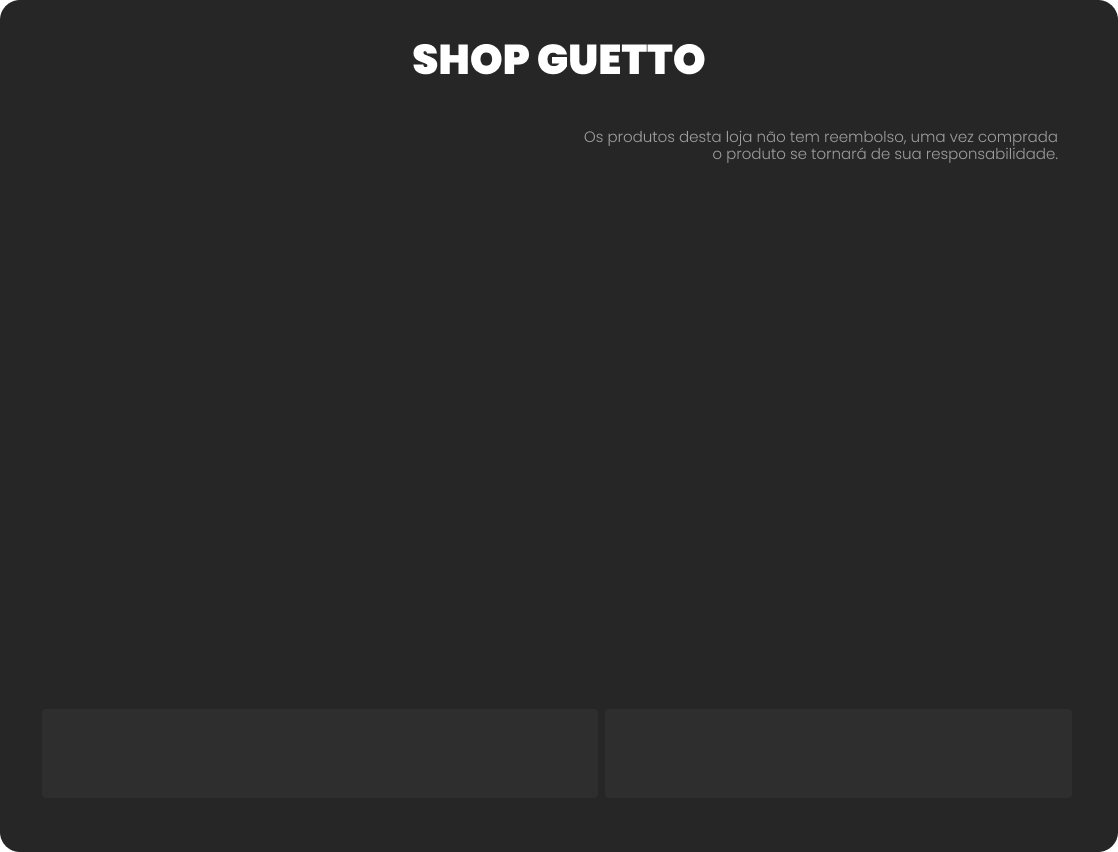 SHOP GUETTO
Os produtos desta loja não tem reembolso, uma vez comprada
o produto se tornará de sua responsabilidade.